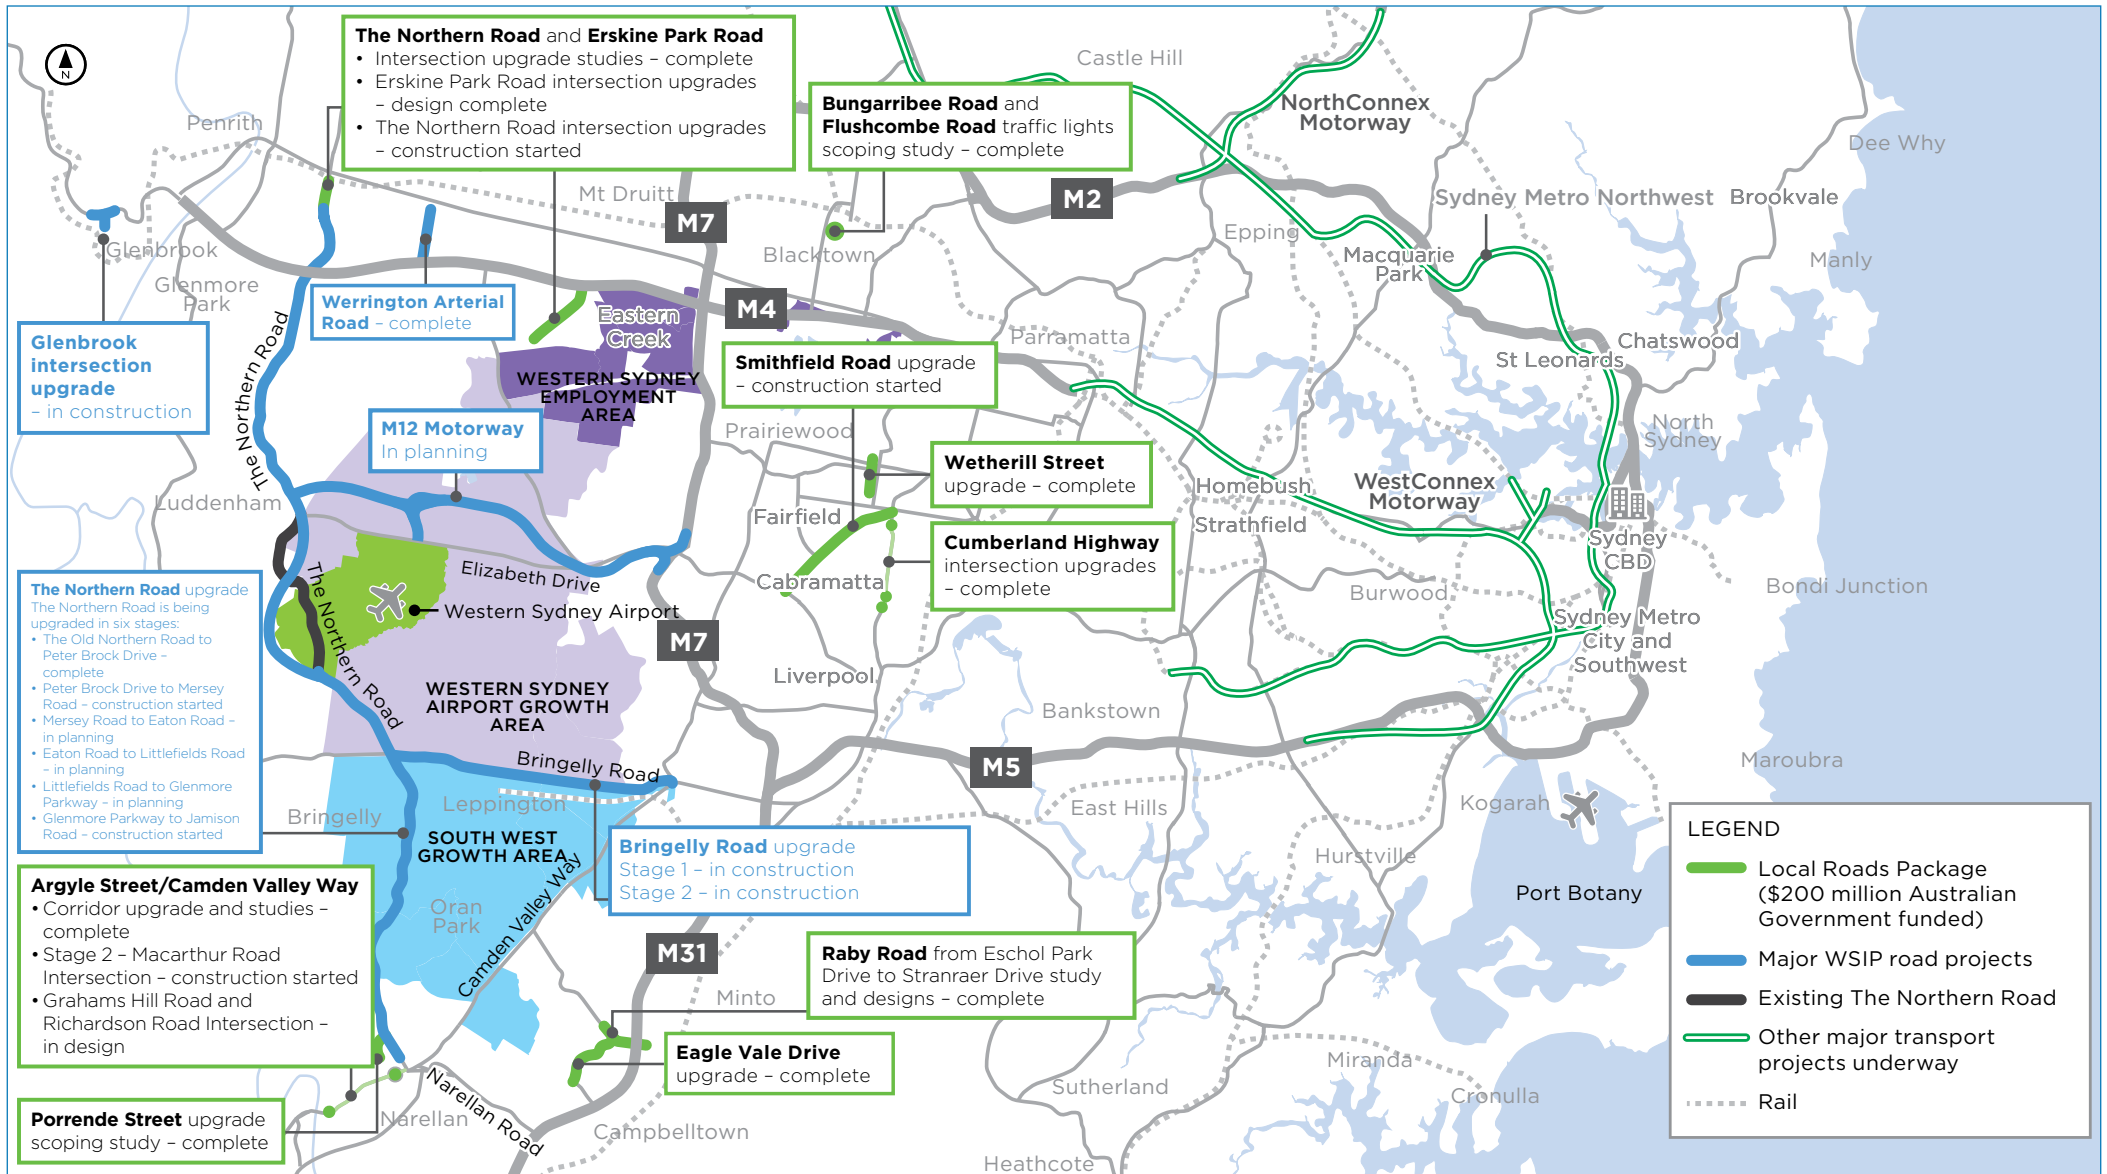 The Northern Road and Erskine Park Road
• Intersection upgrade studies – complete
• Erskine Park Road intersection upgrades
– design complete
• The Northern Road intersection upgrades
– construction started
Bungarribee Road and
Flushcombe Road traffic lights
scoping study – complete
Castle Hill
NorthConnex
Motorway
N
Penrith
Dee Why
Mt Druitt
M7
M2
Sydney Metro Northwest
Brookvale
Epping
Glenbrook
Blacktown
Macquarie
Park
Manly
Glenmore
Park
Werrington Arterial
Road – complete
M4
Eastern
Creek
Parramatta
Chatswood
St Leonards
Glenbrook
intersection
upgrade
– in construction
The Northern Road
WESTERN SYDNEY
EMPLOYMENT
AREA
Smithfield Road upgrade
– construction started
M12 Motorway
In planning
Prairiewood
North
Sydney
Wetherill Street
upgrade – complete
Homebush
WestConnex
Motorway
Luddenham
Fairfield
Strathfield
Sydney
CBD
Cumberland Highway
intersection upgrades
– complete
Elizabeth Drive
Cabramatta
Burwood
Bondi Junction
The Northern Road
Western Sydney Airport
The Northern Road upgrade
The Northern Road is being
upgraded in six stages:
• The Old Northern Road to
Peter Brock Drive –
complete
• Peter Brock Drive to Mersey
Road – construction started
• Mersey Road to Eaton Road –
in planning
• Eaton Road to Littlefields Road
– in planning
• Littlefields Road to Glenmore
Parkway – in planning
• Glenmore Parkway to Jamison
Road – construction started
M7
Sydney Metro
City and
Southwest
Liverpool
WESTERN SYDNEY
AIRPORT GROWTH
AREA
Bankstown
Bringelly Road
M5
Maroubra
Leppington
Bringelly
East Hills
Kogarah
SOUTH WEST
GROWTH AREA
Camden Valley Way
Bringelly Road upgrade
Stage 1 – in construction
Stage 2 – in construction
Hurstville
Port Botany
Argyle Street/Camden Valley Way
• Corridor upgrade and studies –
complete
• Stage 2 – Macarthur Road
Intersection – construction started
• Grahams Hill Road and
Richardson Road Intersection –
in design
Oran
Park
M31
Raby Road from Eschol Park
Drive to Stranraer Drive study
and designs – complete
Minto
Eagle Vale Drive
upgrade – complete
Miranda
Sutherland
Cronulla
Narellan Road
Narellan
Porrende Street upgrade
scoping study – complete
Campbelltown
Heathcote
LEGEND
Local Roads Package
($200 million Australian
Government funded)
Major WSIP road projects
Existing The Northern Road
Other major transport
projects underway
Rail